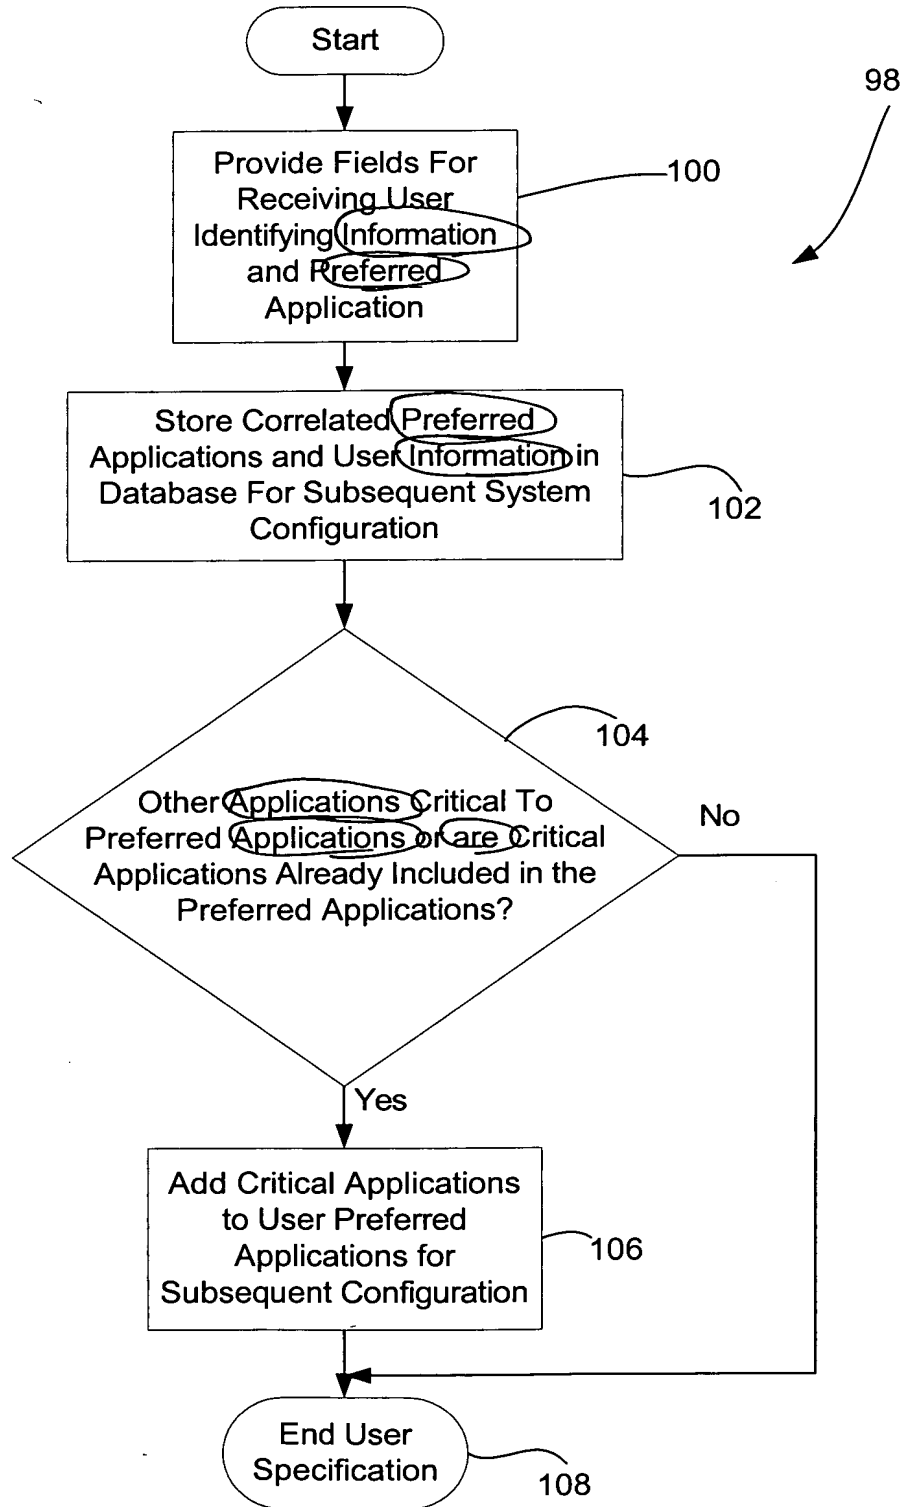 Start
98
Provide Fields For
Receiving User
Identifying Information
and Preferred
Application
100
Store Correlated Preferred
Applications and User Information in
Database For Subsequent System
Configuration
102
104
Other Applications Critical To
Preferred Applications or are Critical
Applications Already Included in the
Preferred Applications?
No
Yes
Add Critical Applications
to User Preferred
Applications for
Subsequent Configuration
106
End User
Specification
108